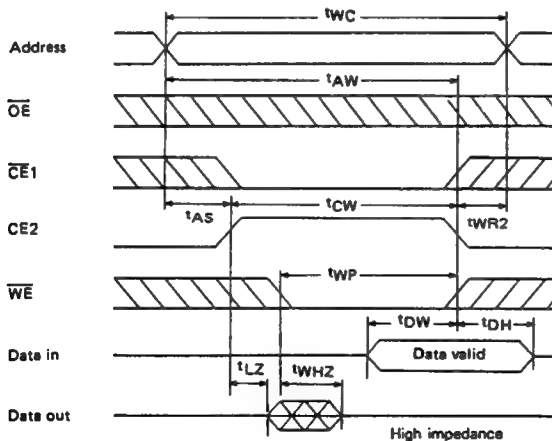 tWC
Address
tAW
OE
CE1
tAS
tCW
tWR2
CE2
tWP
WE
tDW
tDH
Data in
Data valid
tLZ
tWHZ
Data out
High impedance